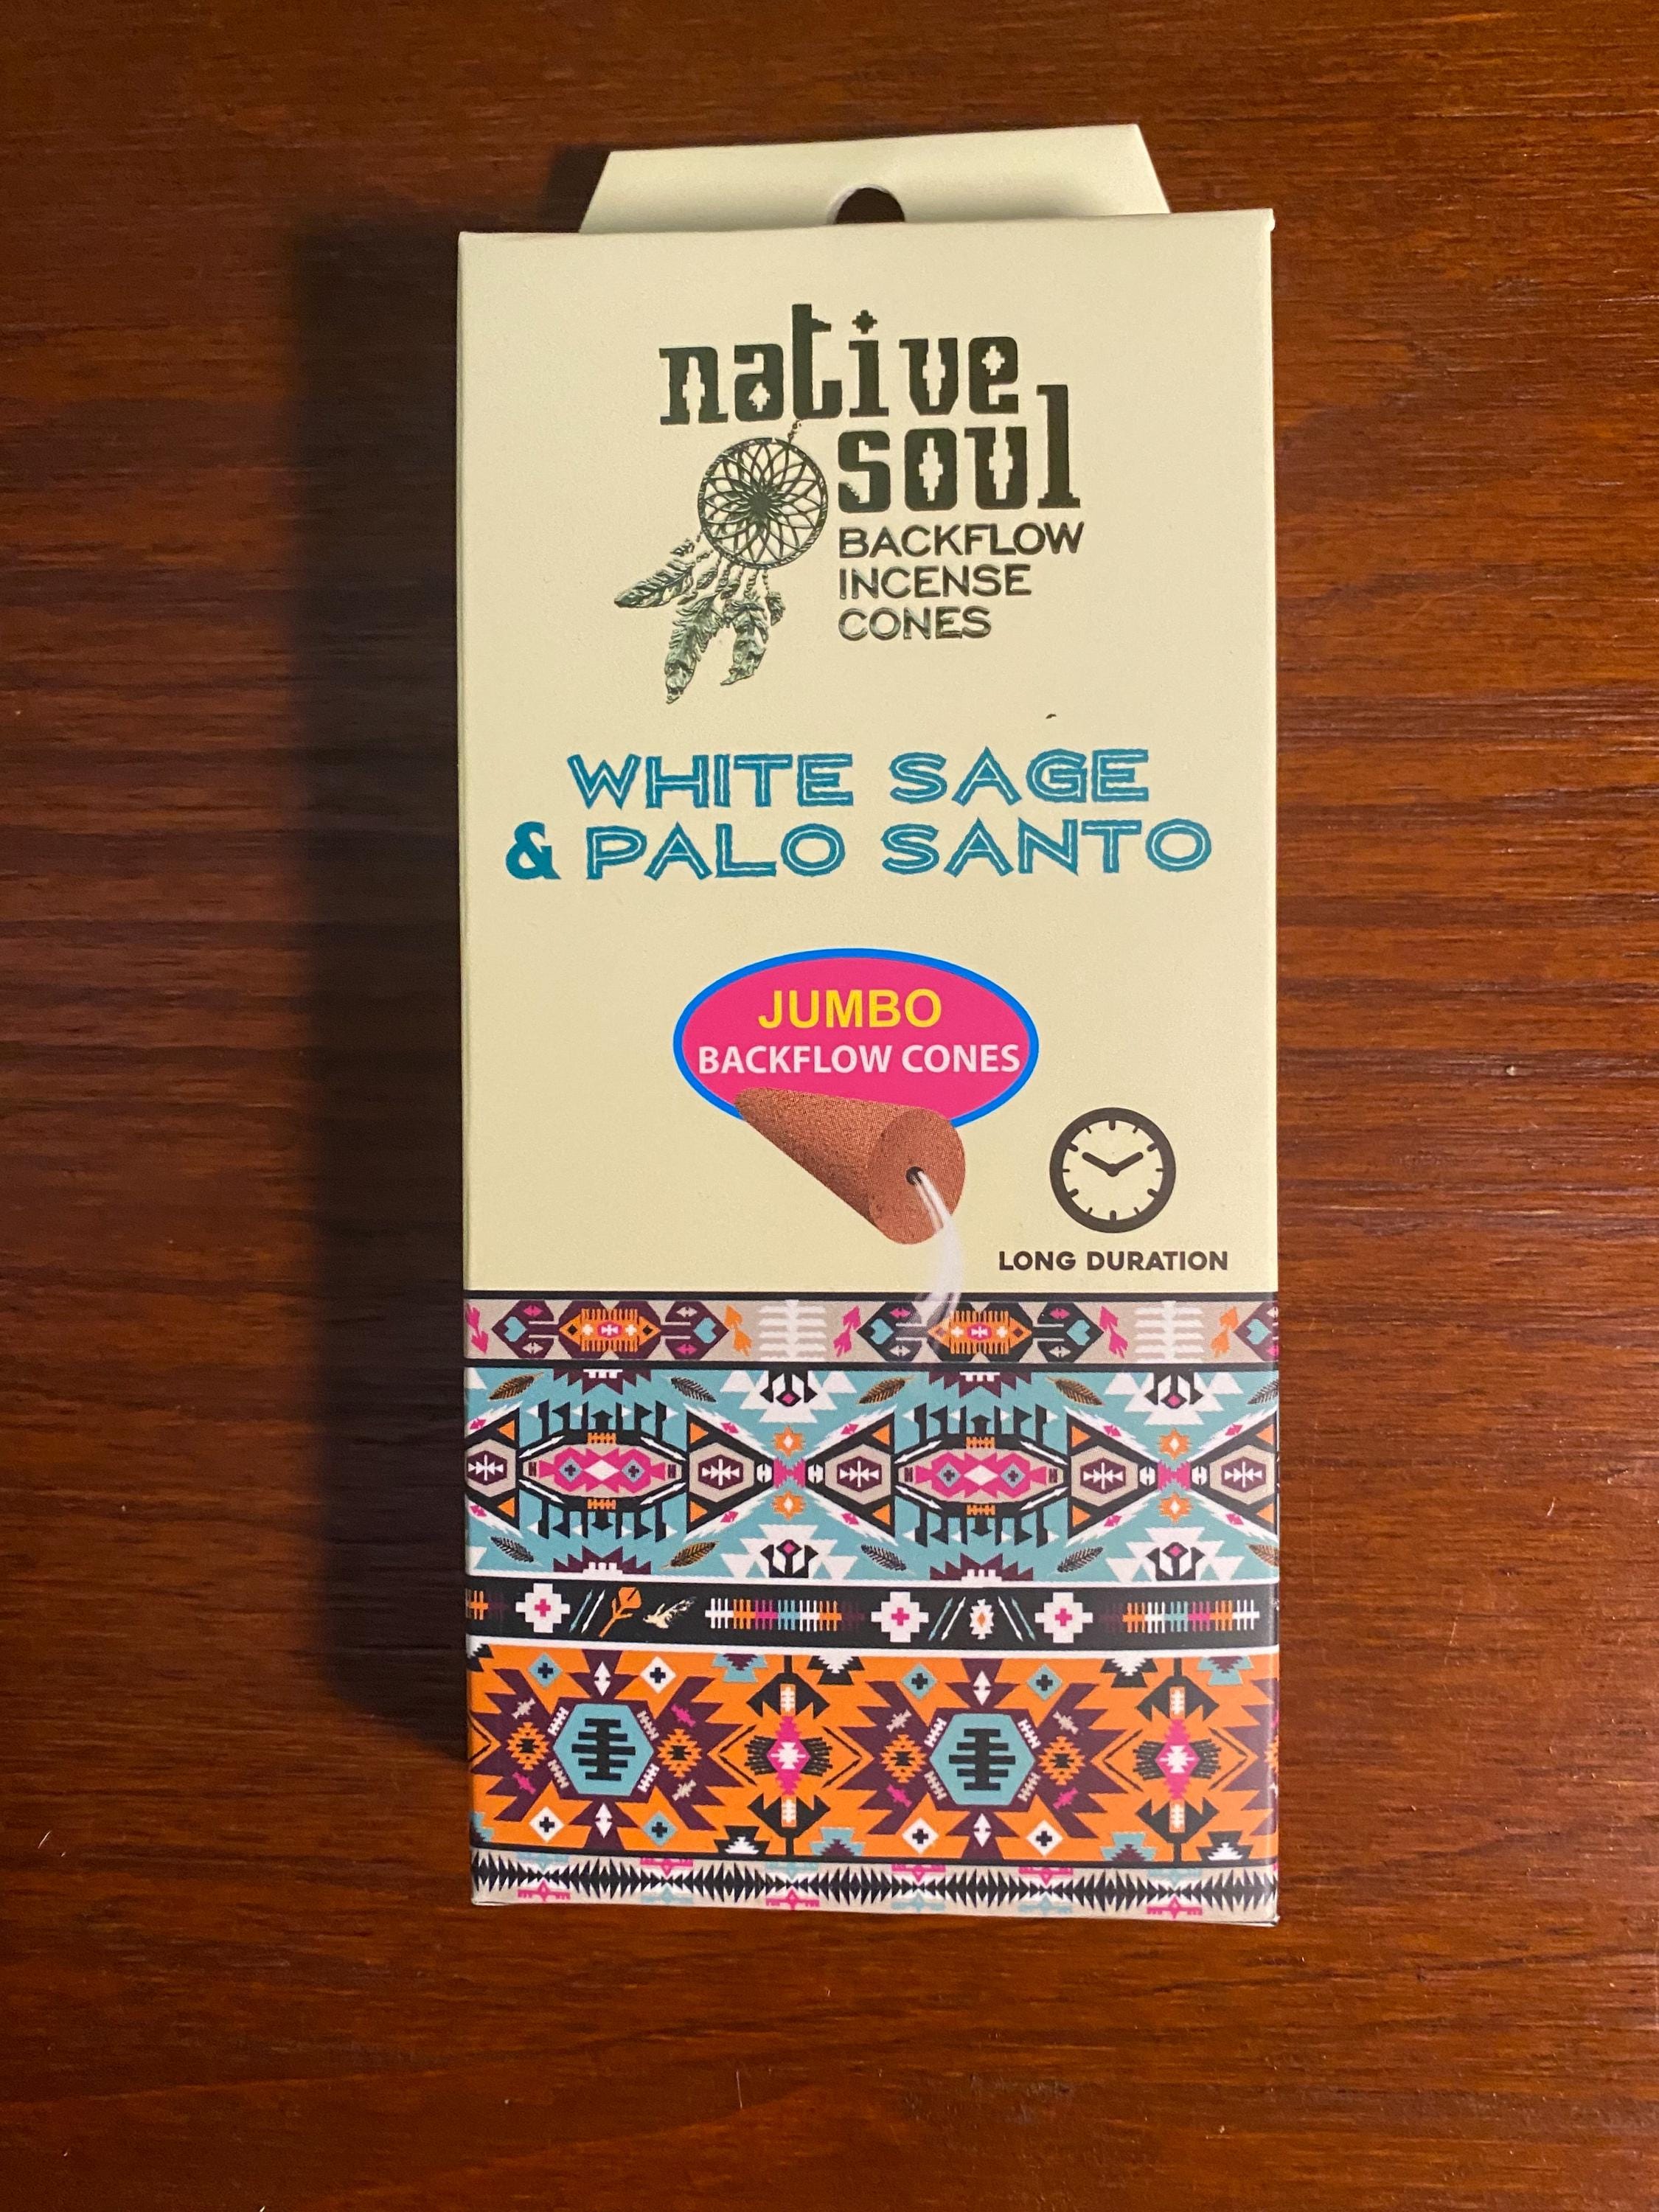 native
soul
BACKFLOW
INCENSE
CONES
WHITE SAGE
& PALO SANTO
JUMBO
BACKFLOW CONES
LONG DURATION